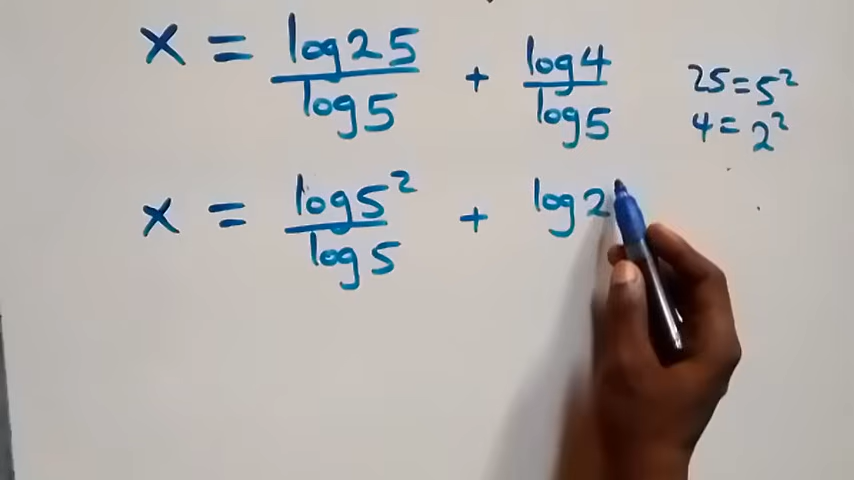 x = log25/log5 + log4/log5
25=5²
4=2²
x = log5²/log5 + log2